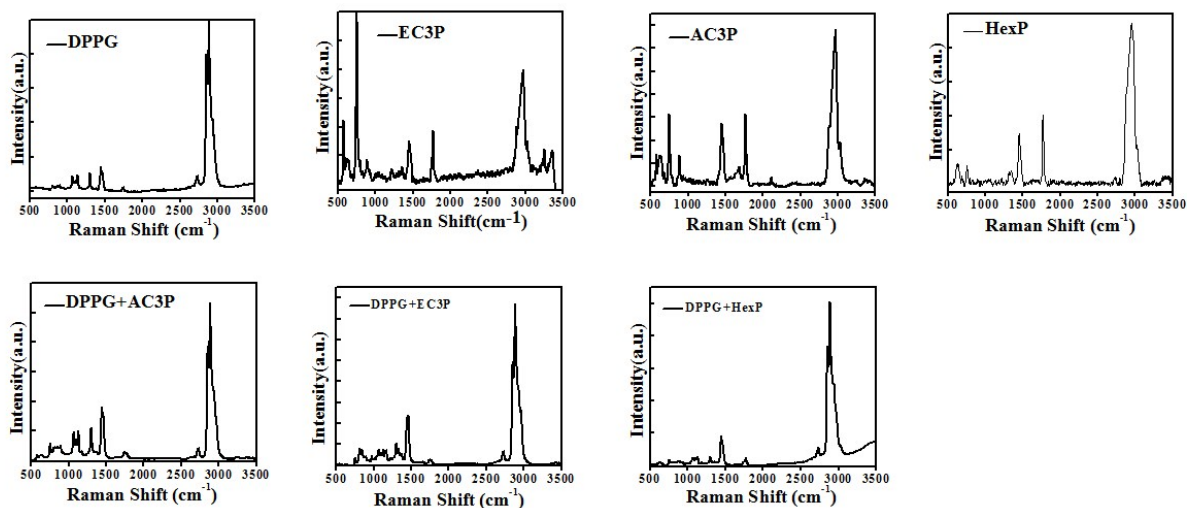 DPPG
Intensity(a.u.)
500 1000 1500 2000 2500 3000 3500
Raman Shift (cm-1)
EC3P
Intensity(a.u.)
500 1000 1500 2000 2500 3000 3500
Raman Shift(cm-1)
AC3P
Intensity(a.u.)
500 1000 1500 2000 2500 3000 3500
Raman Shift (cm-1)
HexP
Intensity (a.u.)
500 1000 1500 2000 2500 3000 3500
Raman Shift (cm-1)
DPPG+AC3P
Intensity(a.u.)
500 1000 1500 2000 2500 3000 3500
Raman Shift (cm-1)
DPPG+EC3P
Intensity(a.u.)
500 1000 1500 2000 2500 3000 3500
Raman Shift (cm-1)
DPPG+HexP
Intensity(a.u.)
500 1000 1500 2000 2500 3000 3500
Raman Shift (cm-1)